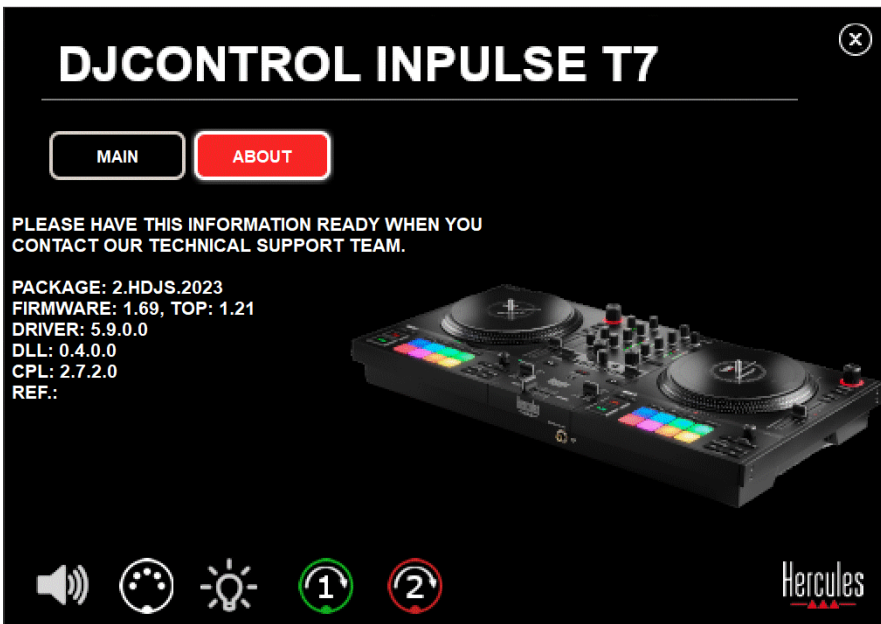 DJCONTROL INPULSE T7
MAIN
ABOUT
PLEASE HAVE THIS INFORMATION READY WHEN YOU
CONTACT OUR TECHNICAL SUPPORT TEAM.
PACKAGE: 2.HDJS.2023
FIRMWARE: 1.69, TOP: 1.21
DRIVER: 5.9.0.0
DLL: 0.4.0.0
CPL: 2.7.2.0
REF.:
Hercules
1
2
Hercules